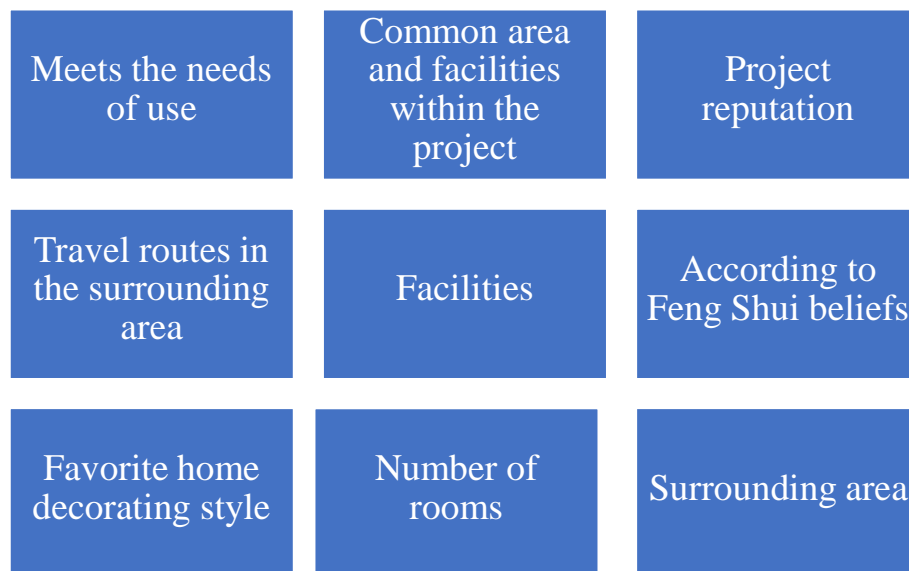 Meets the needs
of use
Common area
and facilities
within the
project
Project
reputation
Travel routes in
the surrounding
area
Facilities
According to
Feng Shui beliefs
Favorite home
decorating style
Number of
rooms
Surrounding area